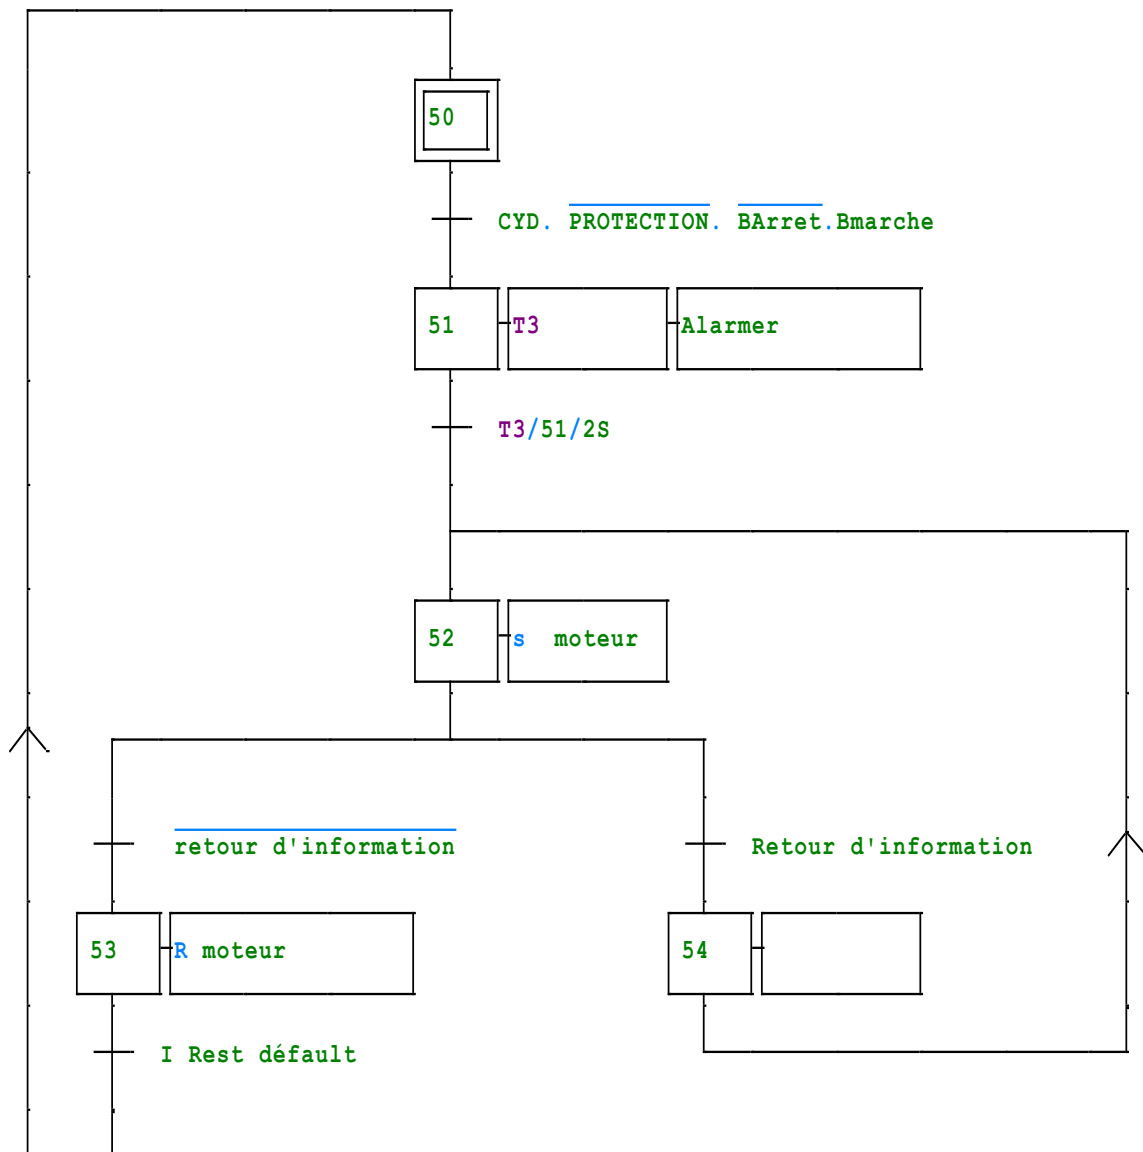 50
CYD. PROTECTION. BArret.Bmarche
51 T3 Alarmer
T3/51/2S
52 s moteur
retour d'information Retour d'information
53 R moteur 54
I Rest défault